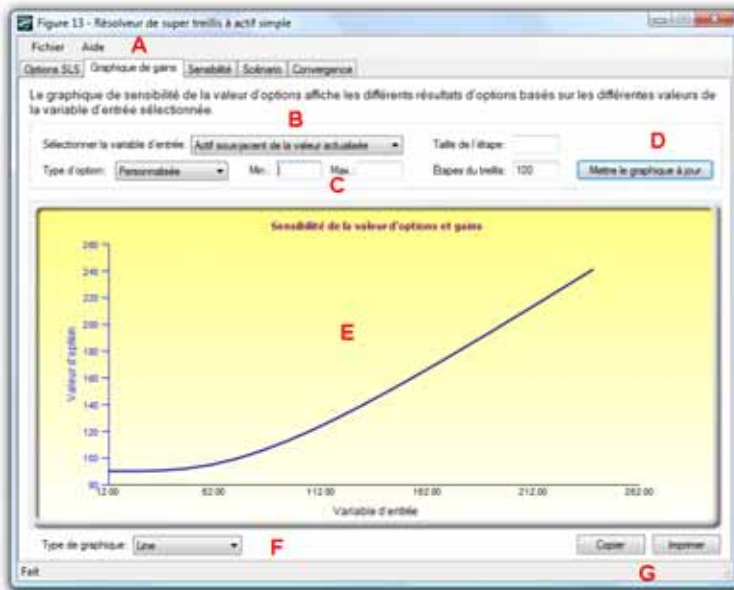 Figure 13 - Résolveur de super treillis à actif simple
A
Fichier Aide
Options SLS Graphique de gains Sensibilité Scénario Convergence
Le graphique de sensibilité de la valeur d'options affiche les différents résultats d'options basés sur les différentes valeurs de
la variable d'entrée sélectionnée.
B
D
Sélectionner la variable d'entrée: Actif sous-jacent de la valeur actualisée Taille de l'étape:
Type d'option: Personnalisée Min.: Max.: Étapes du treillis: 100 Mettre le graphique à jour
C
Sensibilité de la valeur d'options et gains
260
240
220
200
180
160
140
120
100
80
Valeur d'option
E
12.00 62.00 112.00 162.00 212.00 262.00
Variable d'entrée
Type de graphique: Line F Copier Imprimer
Fait G